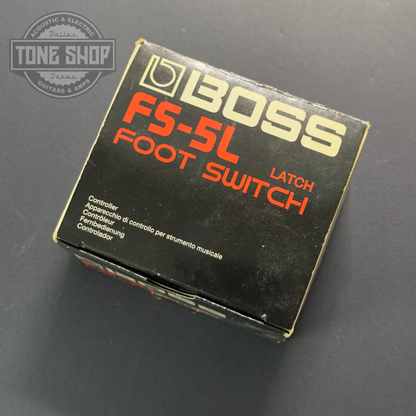 ACOUSTIC & ELECTRIC
Dallas
TONE SHOP
Texas
GUITARS & AMPS
BOSS
FS-5L
FOOT SWITCH
LATCH
Controller
Apparecchio di controllo per strumento musicale
Contrôleur
Fernbedienung
Controlador